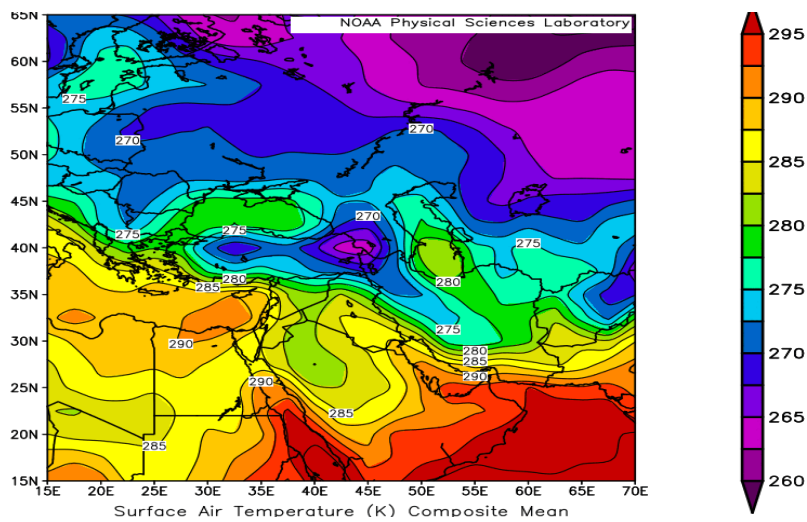 NOAA Physical Sciences Laboratory
65N
60N
55N
50N
45N
40N
35N
30N
25N
20N
15N
275
270
270
275
270
275
275
280
285
280
275
290
280
285
290
290
285
285
15E 20E 25E 30E 35E 40E 45E 50E 55E 60E 65E 70E
Surface Air Temperature (K) Composite Mean
295
290
285
280
275
270
265
260